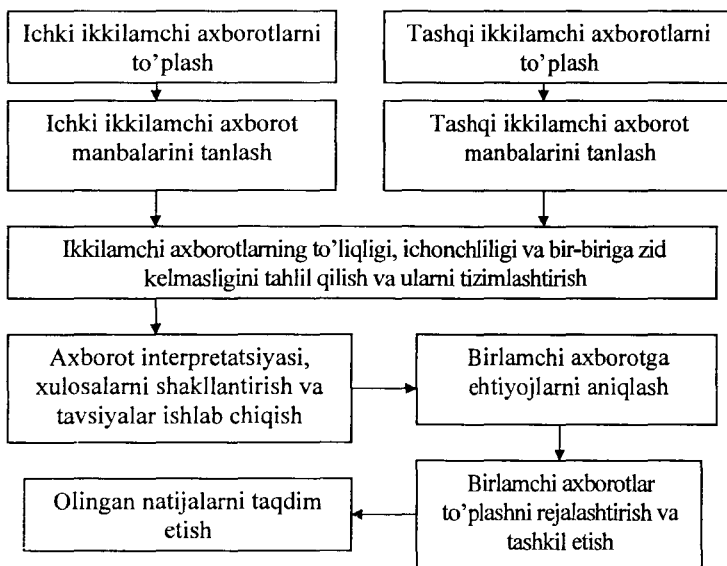 Ichki ikkilamchi axborotlarni
to’plash
Tashqi ikkilamchi axborotlarni
to’plash
Ichki ikkilamchi axborot
manbalarini tanlash
Tashqi ikkilamchi axborot
manbalarini tanlash
Ikkilamchi axborotlarning to’liqligi, ichonchliligi va bir-biriga zid
kelmasligini tahlil qilish va ularni tizimlashtirish
Axborot interpretatsiyasi,
xulosalarni shakllantirish va
tavsiyalar ishlab chiqish
Birlamchi axborotga
ehtiyojlarni aniqlash
Olingan natijalarni taqdim
etish
Birlamchi axborotlar
to’plashni rejalashtirish va
tashkil etish